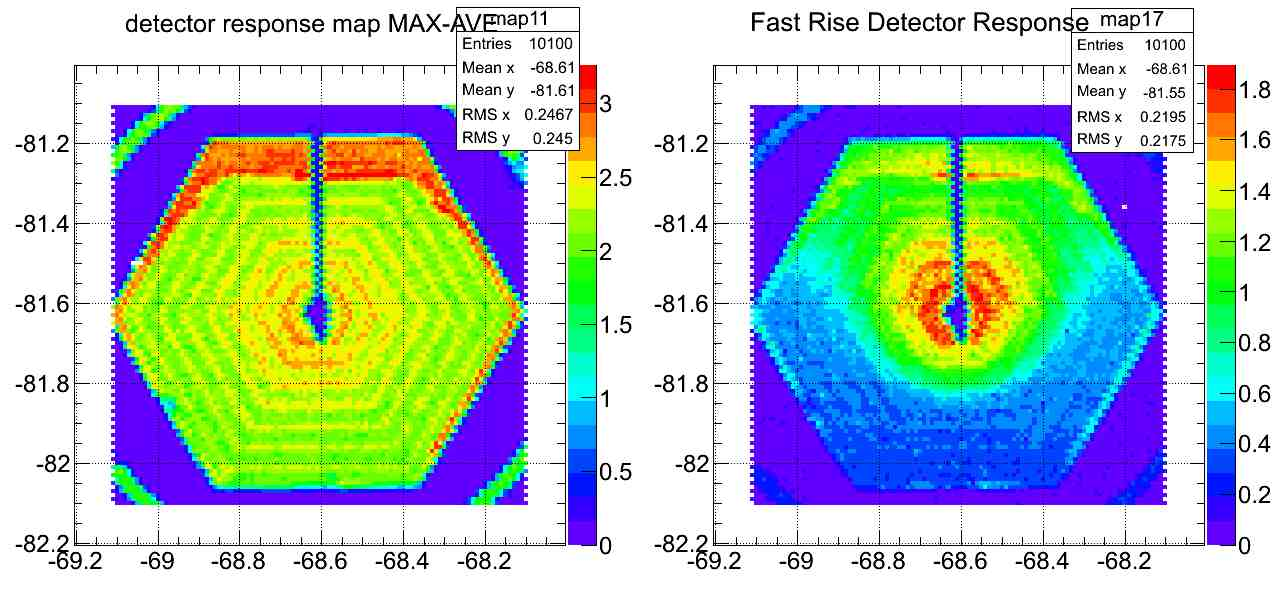 detector response map MAX-AVE
map11
Entries 10100
Mean x -68.61
Mean y -81.61
RMS x 0.2467
RMS y 0.245
-81.2
-81.4
-81.6
-81.8
-82
-82.2
-69.2 -69 -68.8 -68.6 -68.4 -68.2
3
2.5
2
1.5
1
0.5
0
Fast Rise Detector Response
map17
Entries 10100
Mean x -68.61
Mean y -81.55
RMS x 0.2195
RMS y 0.2175
-81.2
-81.4
-81.6
-81.8
-82
-82.2
-69.2 -69 -68.8 -68.6 -68.4 -68.2
1.8
1.6
1.4
1.2
1
0.8
0.6
0.4
0.2
0